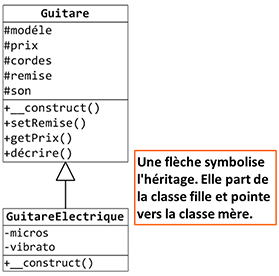 Guitare
#modéle
#prix
#cordes
#remise
#son
+__construct()
+setRemise()
+getPrix()
+décrire()
Une flèche symbolise
l'héritage. Elle part de
la classe fille et pointe
vers la classe mère.
GuitareElectrique
-micros
-vibrato
+__construct()